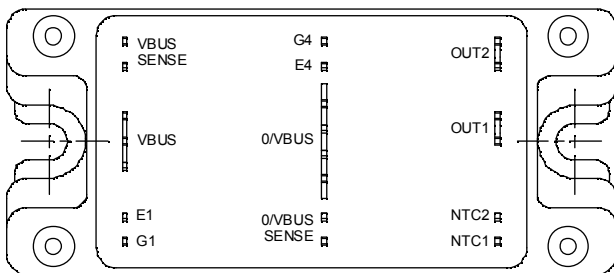 VBUS
SENSE
G4
E4
OUT2
VBUS
0/VBUS
OUT1
E1
G1
0/VBUS
SENSE
NTC2
NTC1